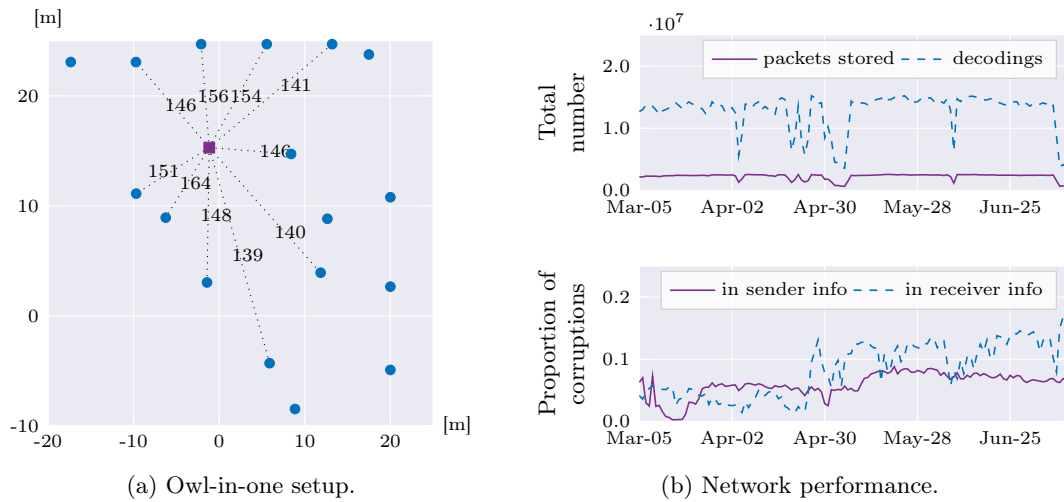 [m]
20
10
0
-10
-20
-10
0
10
20
[m]
156
154
141
146
146
151
164
148
140
139
(a) Owl-in-one setup.
·10⁷
packets stored
decodings
Total number
2.0
1.0
0.0
Mar-05
Apr-02
Apr-30
May-28
Jun-25
in sender info
in receiver info
Proportion of corruptions
0.2
0.1
0.0
Mar-05
Apr-02
Apr-30
May-28
Jun-25
(b) Network performance.